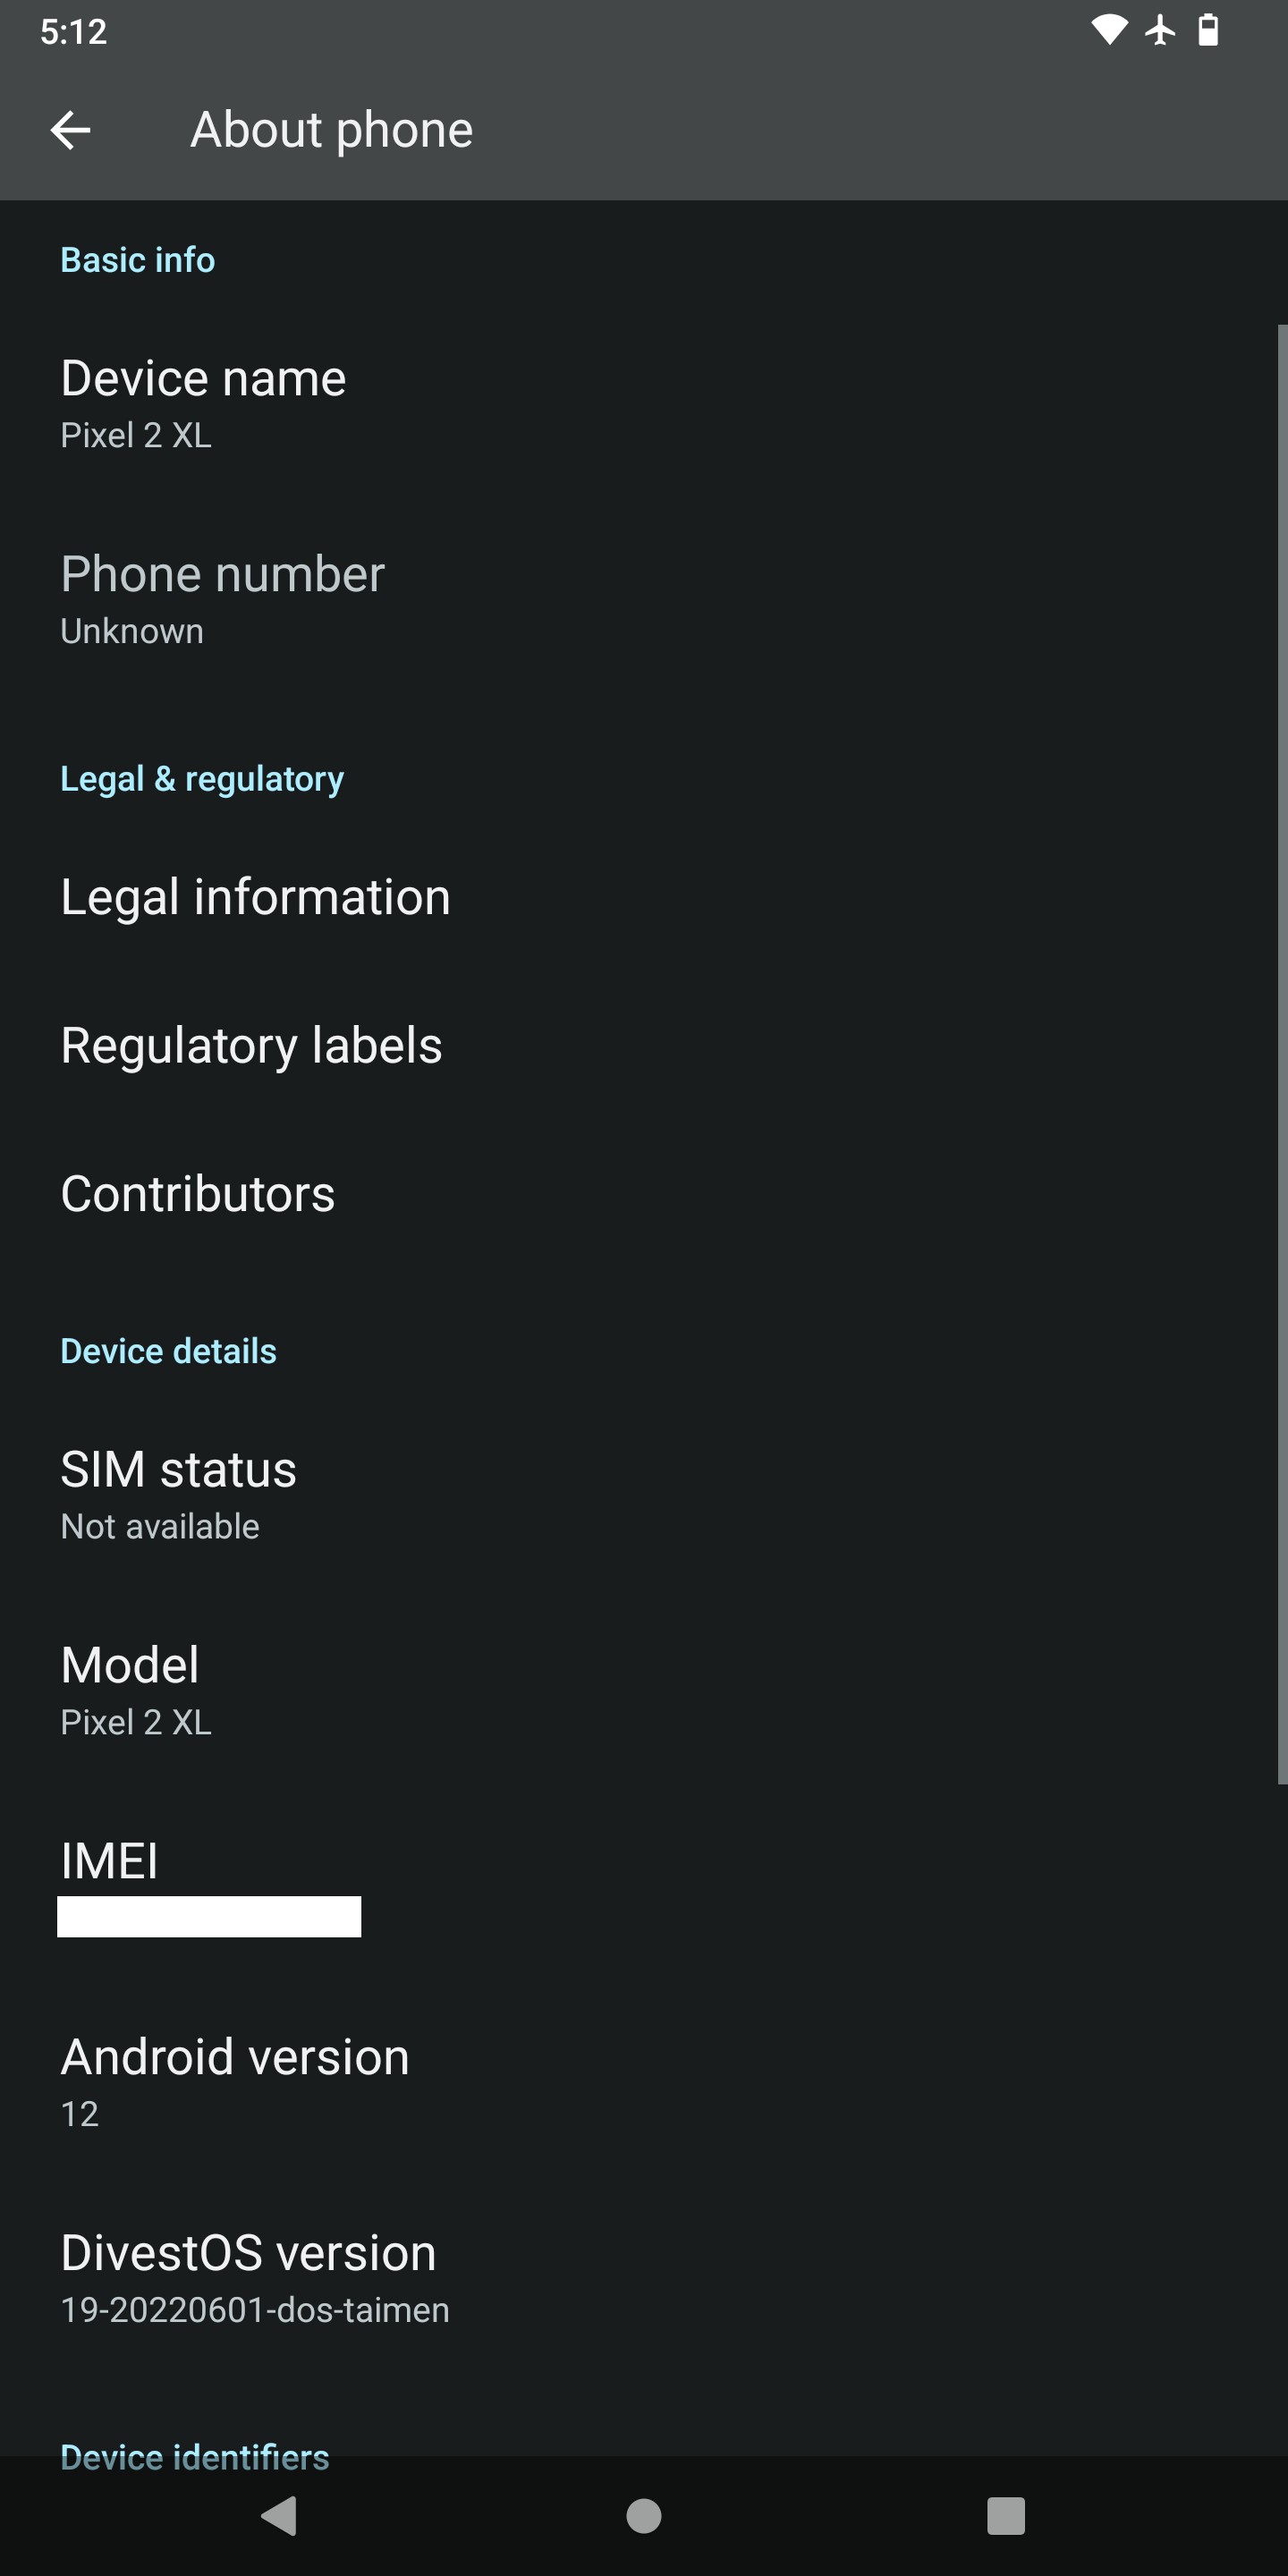 5:12
About phone
Basic info
Device name
Pixel 2 XL
Phone number
Unknown
Legal & regulatory
Legal information
Regulatory labels
Contributors
Device details
SIM status
Not available
Model
Pixel 2 XL
IMEI
Android version
12
DivestOS version
19-20220601-dos-taimen
Device identifiers